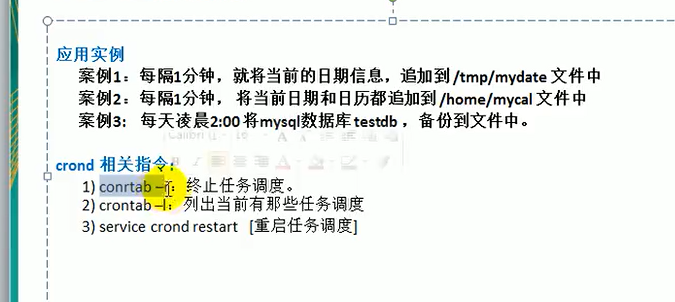 应用实例
案例1：每隔1分钟，就将当前的日期信息，追加到 /tmp/mydate 文件中
案例2：每隔1分钟， 将当前日期和日历都追加到 /home/mycal 文件中
案例3: 每天凌晨2:00 将mysql数据库 testdb ，备份到文件中。
crond 相关指令:
1) conrtab –r：终止任务调度。
2) crontab –l：列出当前有那些任务调度
3) service crond restart [重启任务调度]